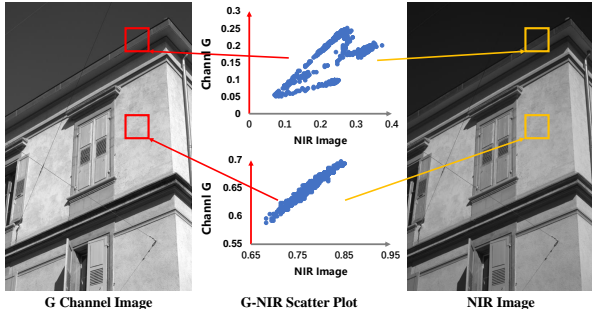 0.3
0.25
0.2
0.15
0.1
0.05
0
Channl G
0
0.1
0.2
0.3
0.4
NIR Image
0.7
0.65
0.6
0.55
Channl G
0.65
0.75
0.85
0.95
NIR Image
G Channel Image
G-NIR Scatter Plot
NIR Image